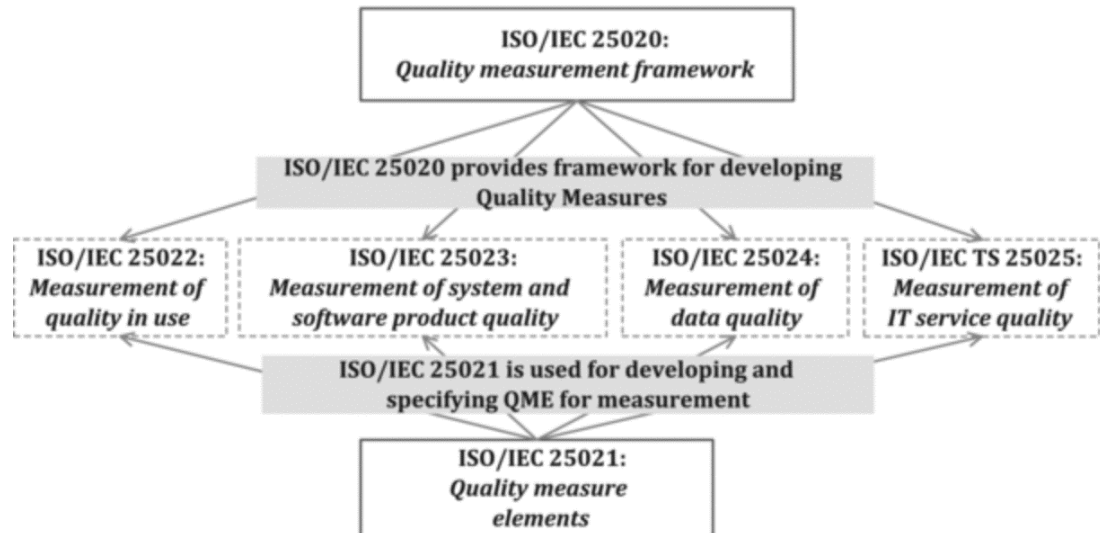 ISO/IEC 25020:
Quality measurement framework
ISO/IEC 25020 provides framework for developing
Quality Measures
ISO/IEC 25022:
Measurement of
quality in use
ISO/IEC 25023:
Measurement of system and
software product quality
ISO/IEC 25024:
Measurement of
data quality
ISO/IEC TS 25025:
Measurement of
IT service quality
ISO/IEC 25021 is used for developing and
specifying QME for measurement
ISO/IEC 25021:
Quality measure
elements